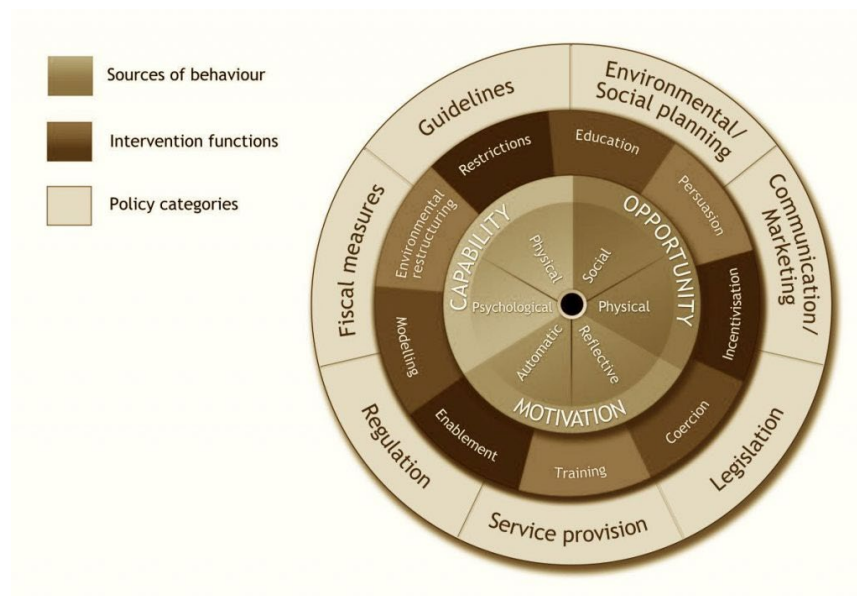 Sources of behaviour
Intervention functions
Policy categories
Guidelines
Environmental/
Social planning
Communication/
Marketing
Legislation
Service provision
Regulation
Fiscal measures
Restrictions
Education
Persuasion
Incentivisation
Coercion
Training
Enablement
Modelling
Environmental
restructuring
CAPABILITY
OPPORTUNITY
MOTIVATION
Physical
Social
Physical
Reflective
Automatic
Psychological